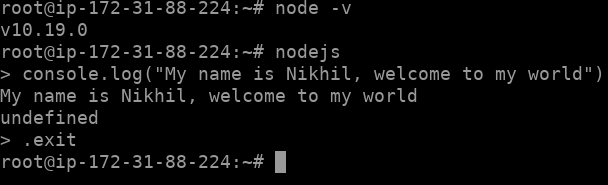 root@ip-172-31-88-224:~# node -v
v10.19.0
root@ip-172-31-88-224:~# nodejs
> console.log("My name is Nikhil, welcome to my world")
My name is Nikhil, welcome to my world
undefined
> .exit
root@ip-172-31-88-224:~#